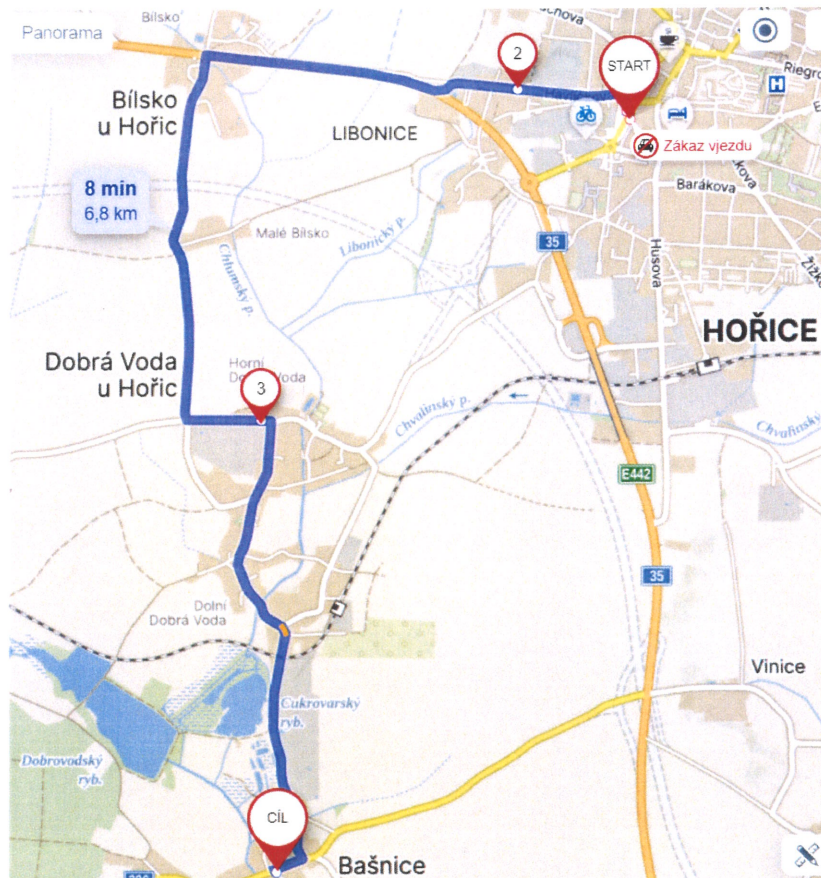 Bílsko
Panorama
2
START
Riegro
H
Bílsko
u Hořic
LIBONICE
Zákaz vjezdu
8 min
6,8 km
Barákova
Malé Bílsko
Chlumský p.
Libonický p.
35
Husova
HOŘICE
Dobrá Voda
u Hořic
Horní
3
Chvalinský p.
Chvalinský
E442
35
Dolní
Dobrá Voda
Vinice
Cukrovarský
ryb.
Dobrovodský
ryb.
CÍL
Bašnice